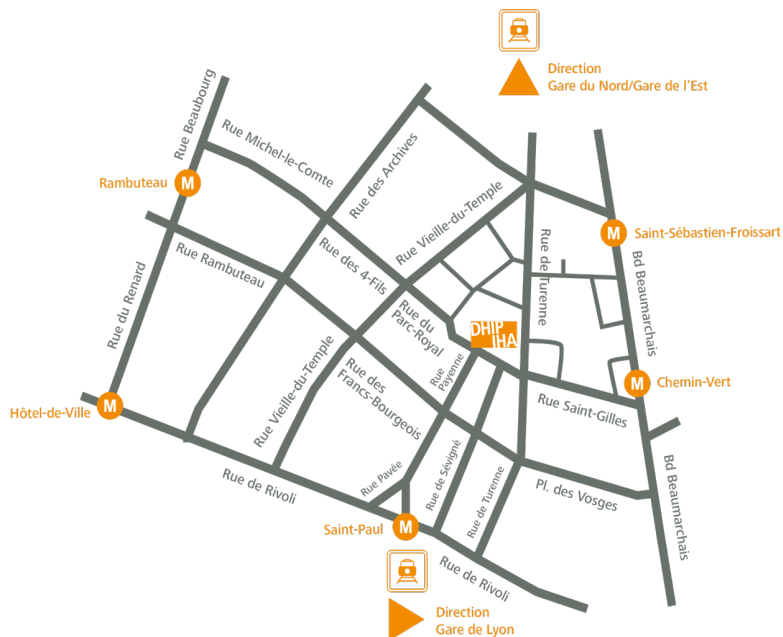 Direction
Gare du Nord/Gare de l'Est
Rue Beaubourg
Rue Michel-le-Comte
Rue des Archives
Rambuteau
M
Rue Vieille-du-Temple
M
Saint-Sébastien-Froissart
Rue Rambuteau
Rue des 4-Fils
Rue de Turenne
Bd Beaumarchais
Rue du Renard
Rue du
Parc-Royal
DHIP
IHA
Rue
Payenne
M
Chemin-Vert
Hôtel-de-Ville
M
Rue Vieille-du-Temple
Rue des
Francs-Bourgeois
Rue Saint-Gilles
Rue de Rivoli
Rue Pavée
Rue de Sévigné
Rue de Turenne
Pl. des Vosges
Bd Beaumarchais
Saint-Paul
M
Rue de Rivoli
Direction
Gare de Lyon